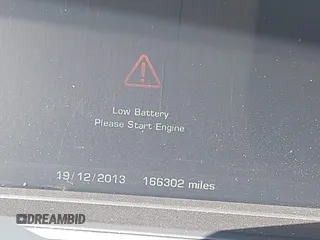 Low Battery
Please Start Engine
19/12/2013 166302 miles
DREAMBID